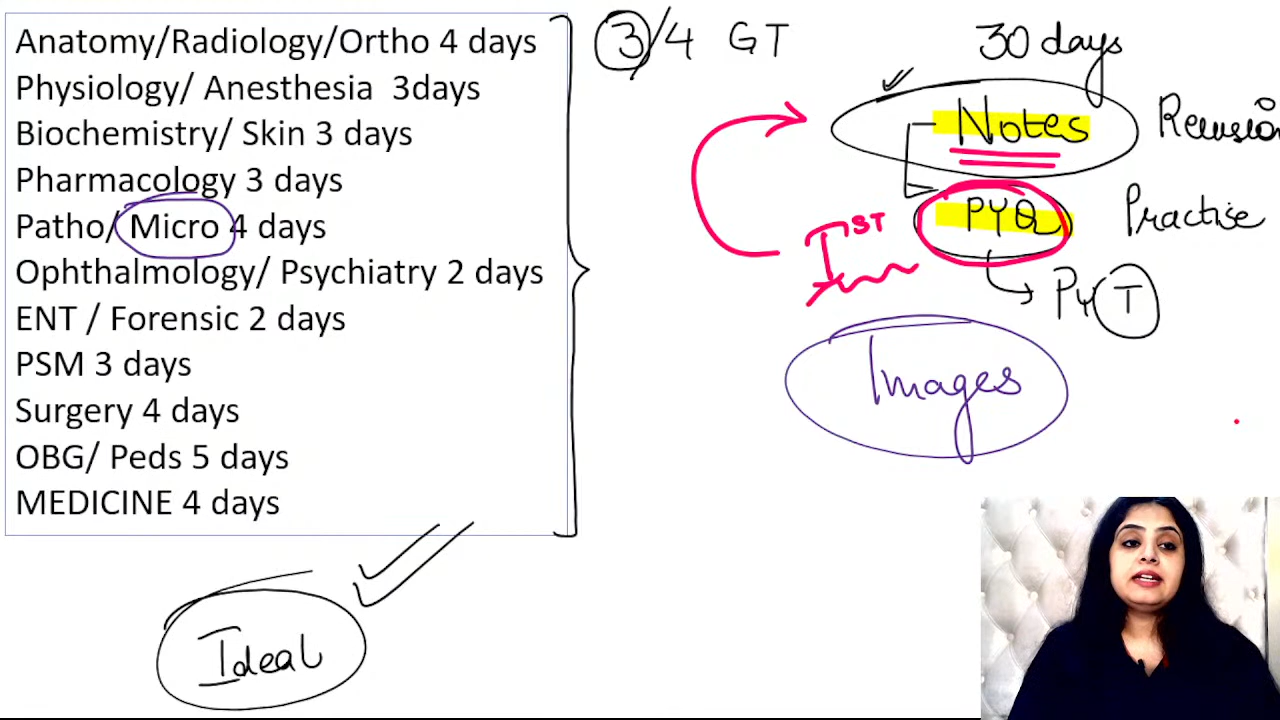 Anatomy/Radiology/Ortho 4 days
Physiology/ Anesthesia 3days
Biochemistry/ Skin 3 days
Pharmacology 3 days
Patho/ Micro 4 days
Ophthalmology/ Psychiatry 2 days
ENT / Forensic 2 days
PSM 3 days
Surgery 4 days
OBG/ Peds 5 days
MEDICINE 4 days
Ideal
3/4 GT
30 days
Notes Revision
PYQ Practise
IST
PYT
Images